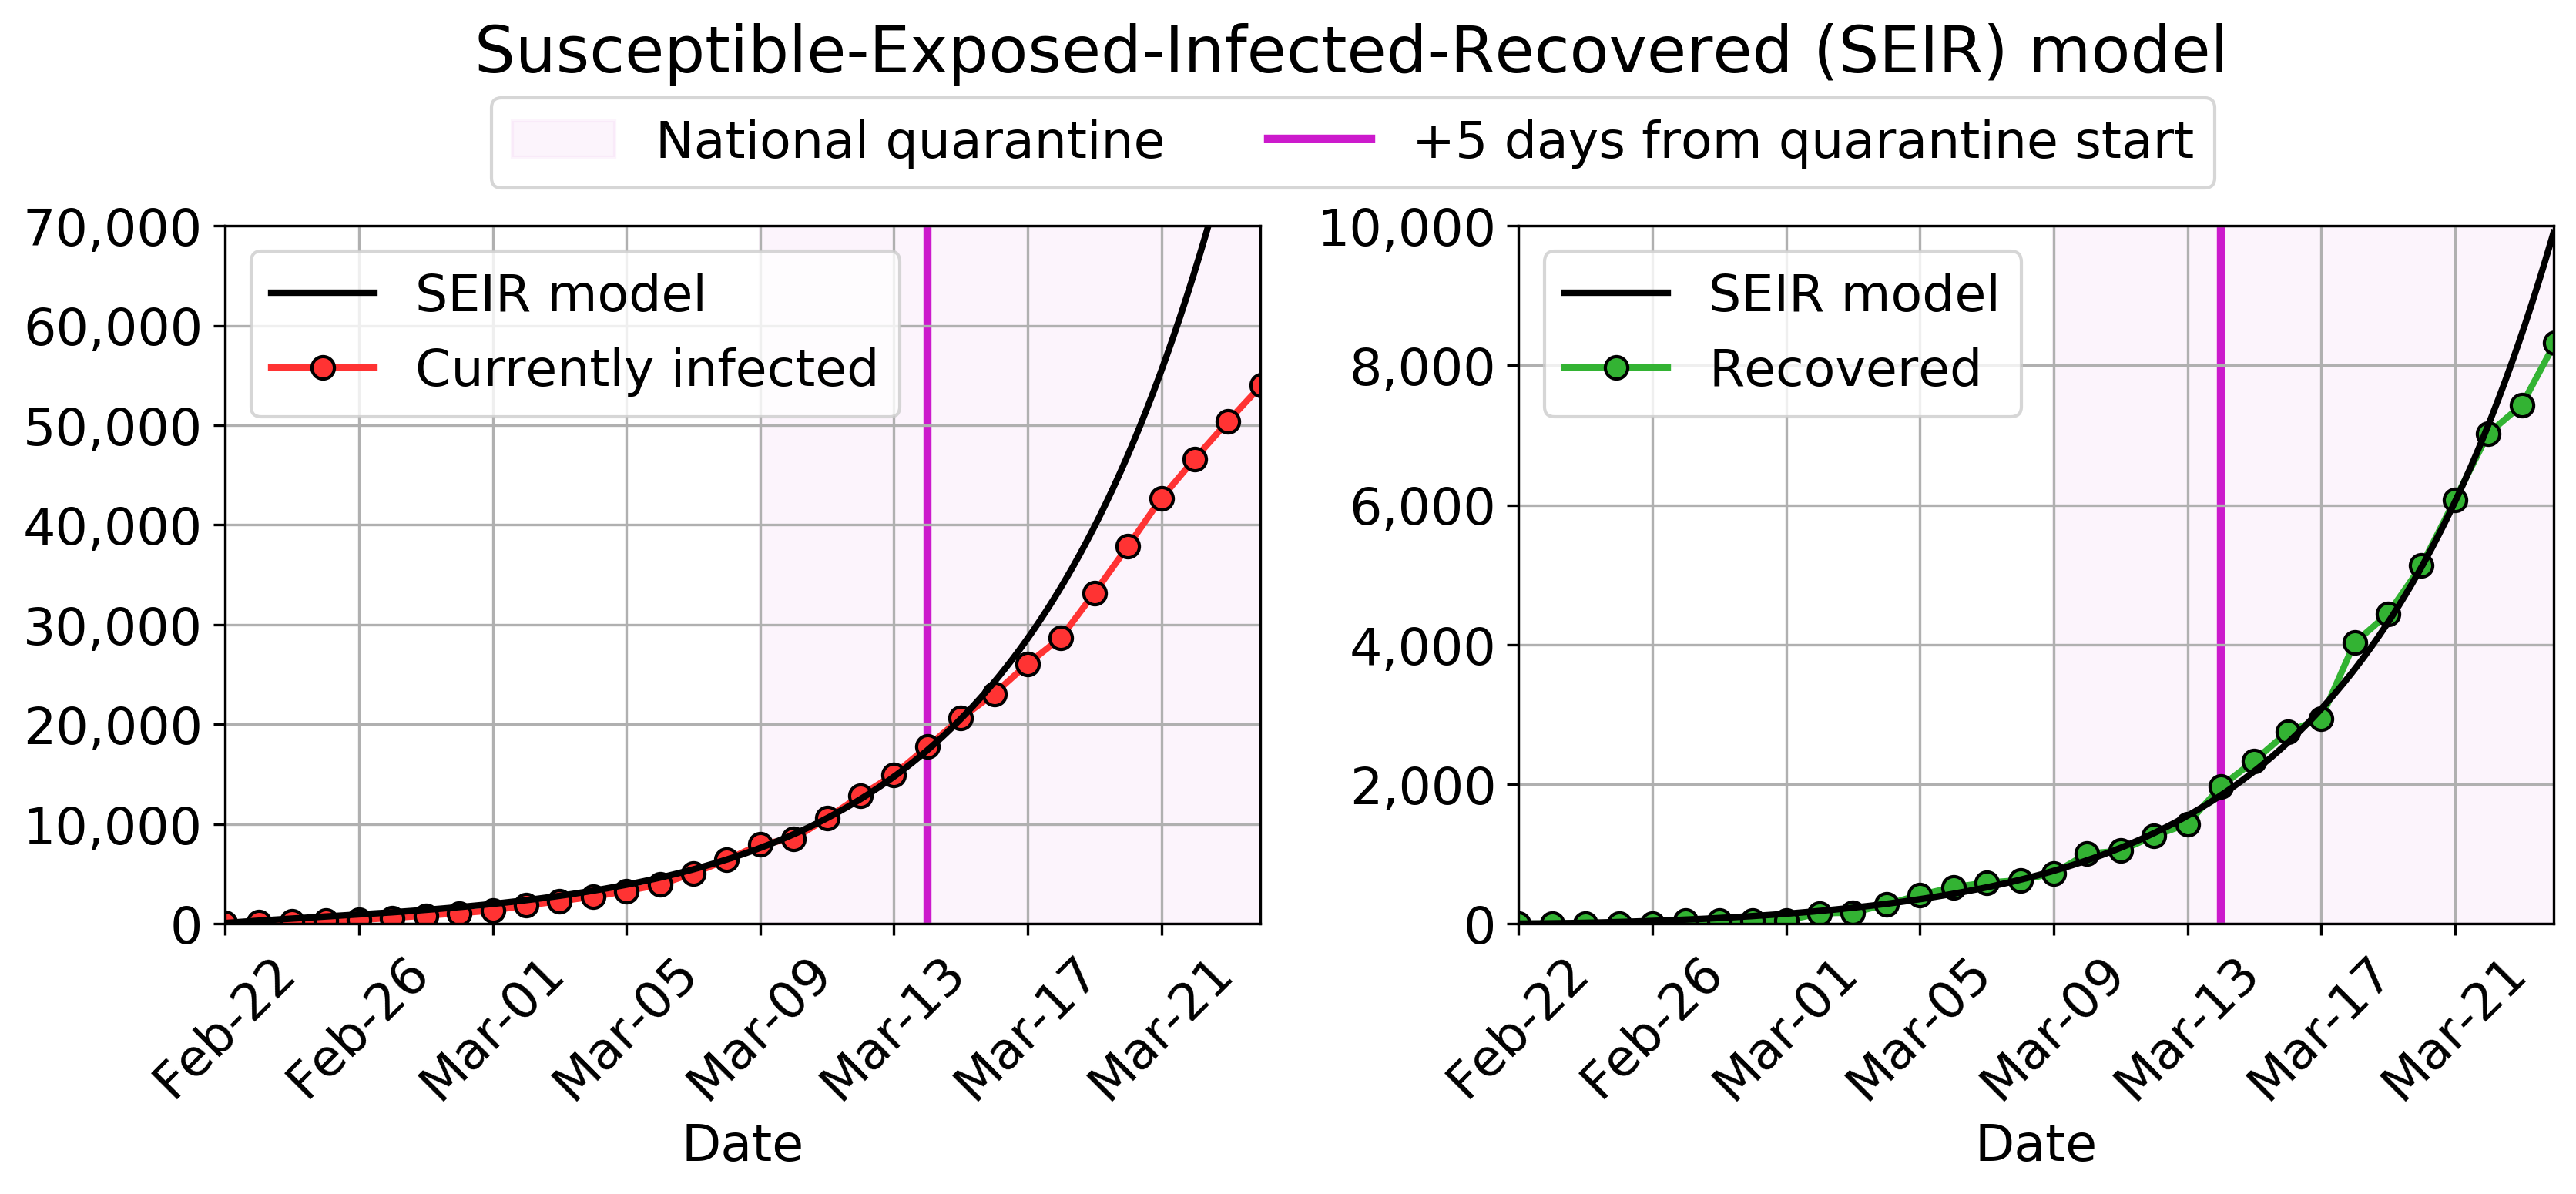 Susceptible-Exposed-Infected-Recovered (SEIR) model
National quarantine
+5 days from quarantine start
70,000
60,000
50,000
40,000
30,000
20,000
10,000
0
SEIR model
Currently infected
Feb-22
Feb-26
Mar-01
Mar-05
Mar-09
Mar-13
Mar-17
Mar-21
Date
10,000
8,000
6,000
4,000
2,000
0
SEIR model
Recovered
Feb-22
Feb-26
Mar-01
Mar-05
Mar-09
Mar-13
Mar-17
Mar-21
Date